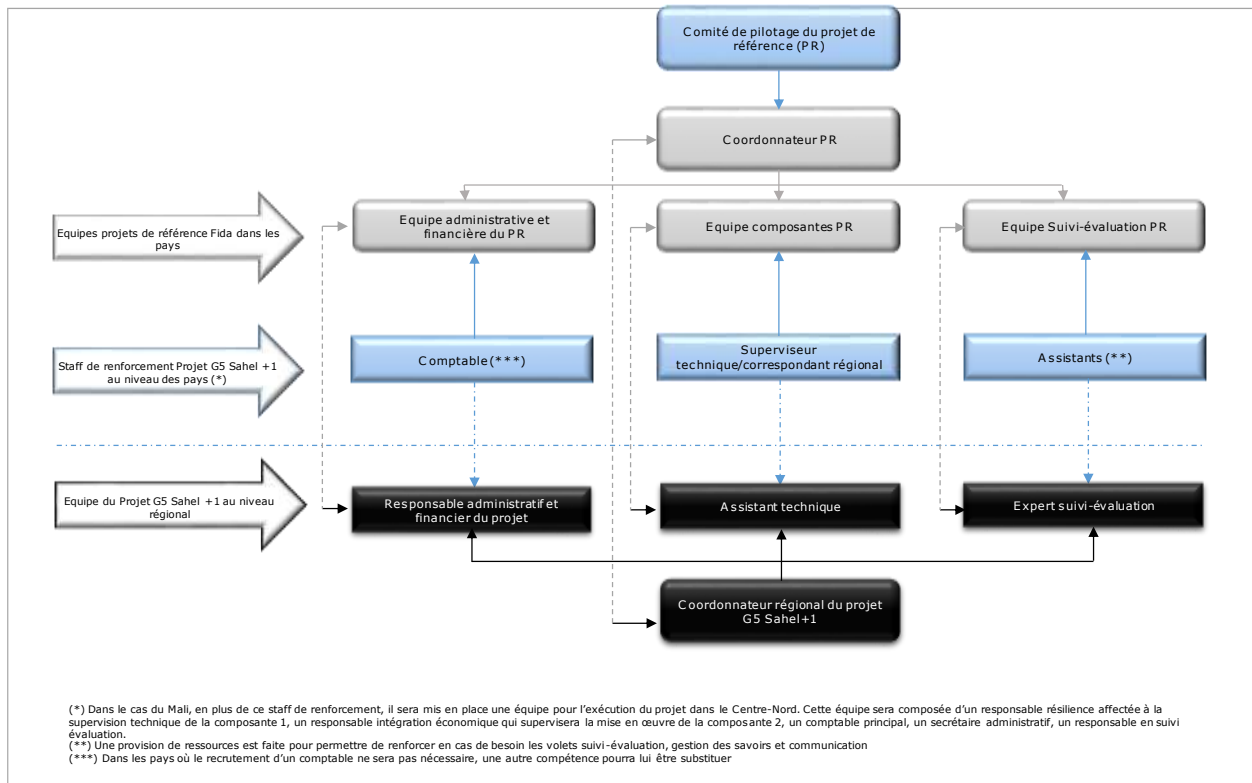 Comité de pilotage du projet de
référence (PR)
Coordonnateur PR
Equipes projets de référence Fida dans les
pays
Equipe administrative et
financière du PR
Equipe composantes PR
Equipe Suivi-évaluation PR
Staff de renforcement Projet G5 Sahel +1
au niveau des pays (*)
Comptable (***)
Superviseur
technique/correspondant régional
Assistants (**)
Equipe du Projet G5 Sahel +1 au niveau
régional
Responsable administratif et
financier du projet
Assistant technique
Expert suivi-évaluation
Coordonnateur régional du projet
G5 Sahel+1
(*) Dans le cas du Mali, en plus de ce staff de renforcement, il sera mis en place une équipe pour l'exécution du projet dans le Centre-Nord. Cette équipe sera composée d'un responsable résilience affectée à la
supervision technique de la composante 1, un responsable intégration économique qui supervisera la mise en œuvre de la composante 2, un comptable principal, un secrétaire administratif, un responsable en suivi
évaluation.
(**) Une provision de ressources est faite pour permettre de renforcer en cas de besoin les volets suivi-évaluation, gestion des savoirs et communication
(***) Dans les pays où le recrutement d'un comptable ne sera pas nécessaire, une autre compétence pourra lui être substituer